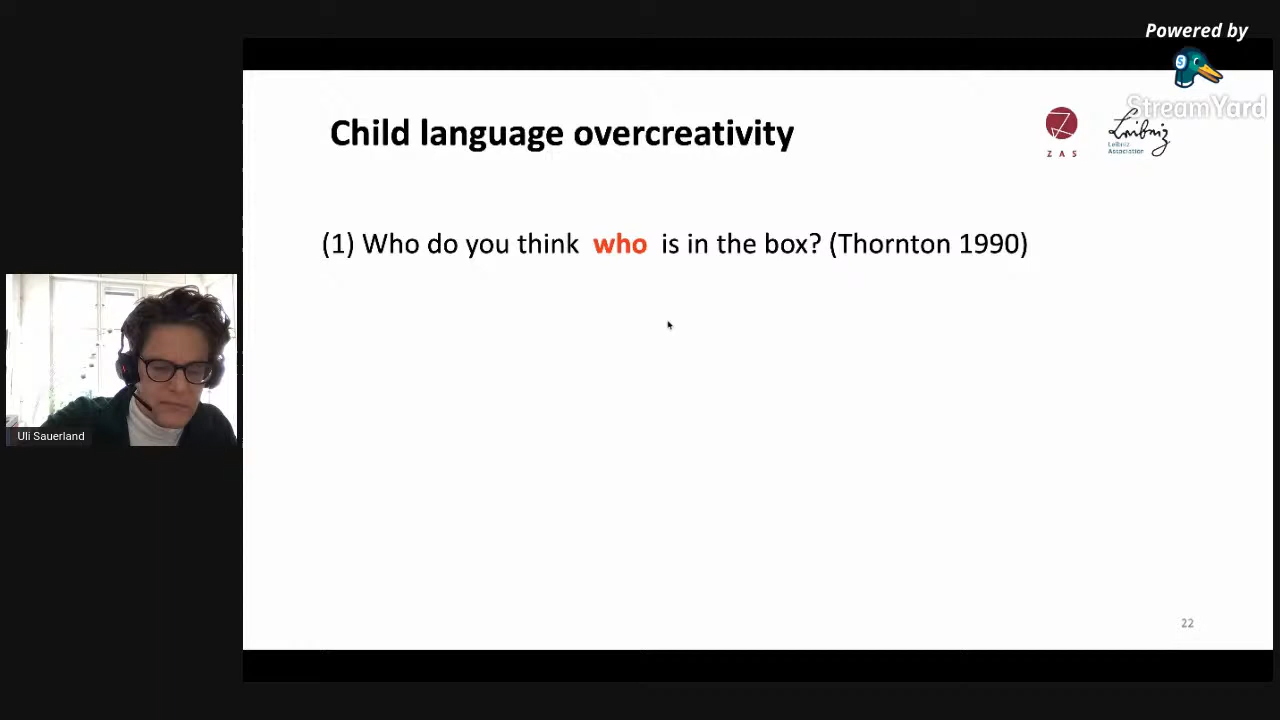 Powered by
StreamYard
Child language overcreativity
Z A S
Leibniz
Leibniz
Association
(1) Who do you think who is in the box? (Thornton 1990)
Uli Sauerland
22